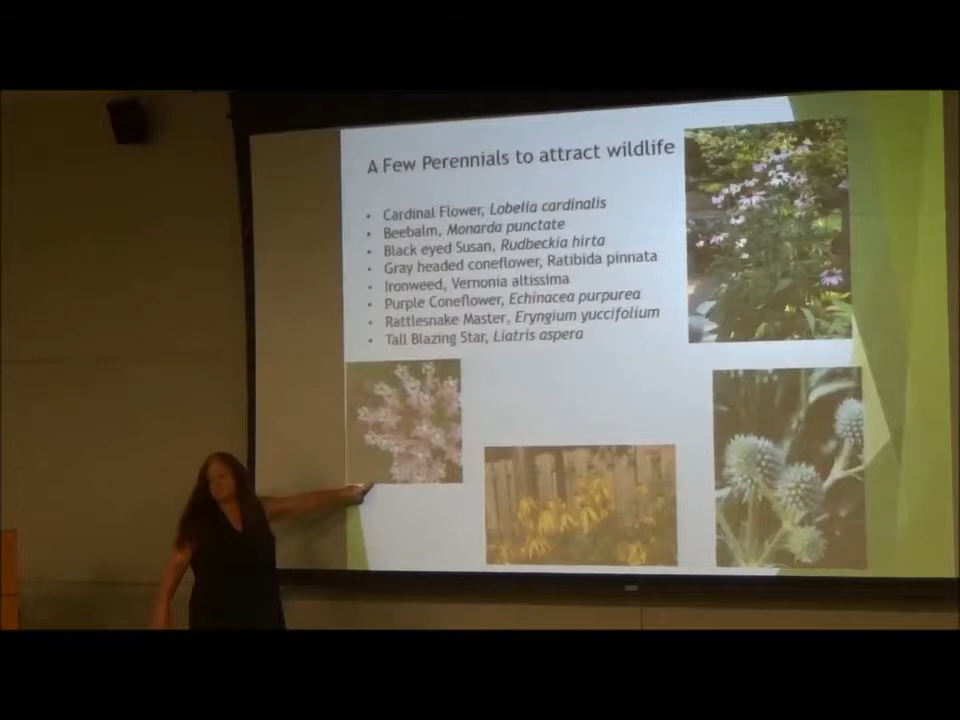 A Few Perennials to attract wildlife
• Cardinal Flower, Lobelia cardinalis
• Beebalm, Monarda punctate
• Black eyed Susan, Rudbeckia hirta
• Gray headed coneflower, Ratibida pinnata
• Ironweed, Vernonia altissima
• Purple Coneflower, Echinacea purpurea
• Rattlesnake Master, Eryngium yuccifolium
• Tall Blazing Star, Liatris aspera